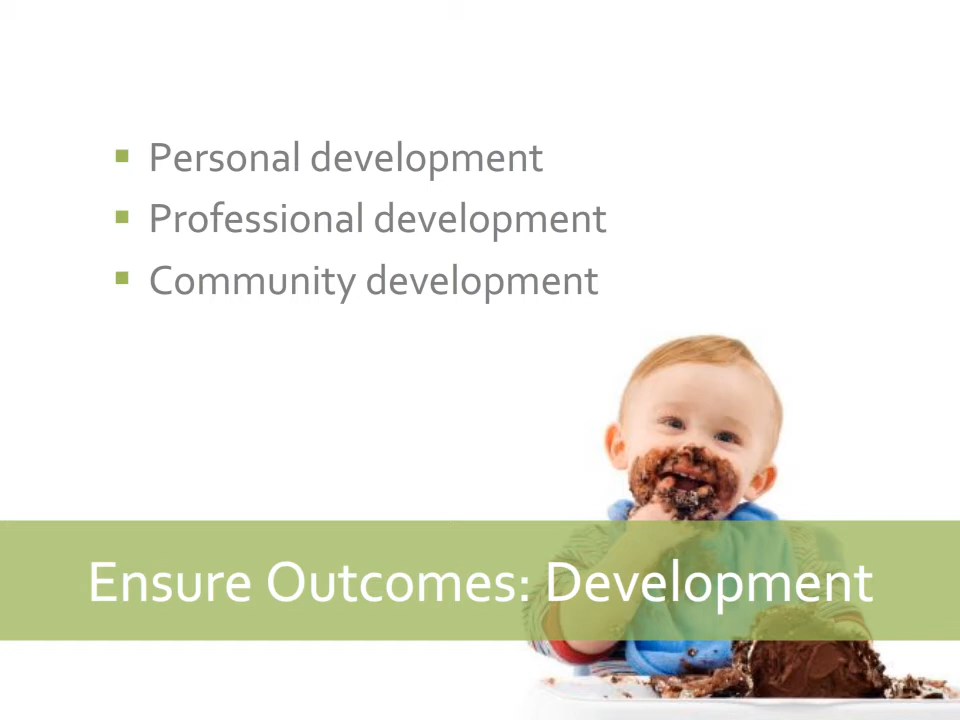 Personal development
Professional development
Community development
Ensure Outcomes: Development